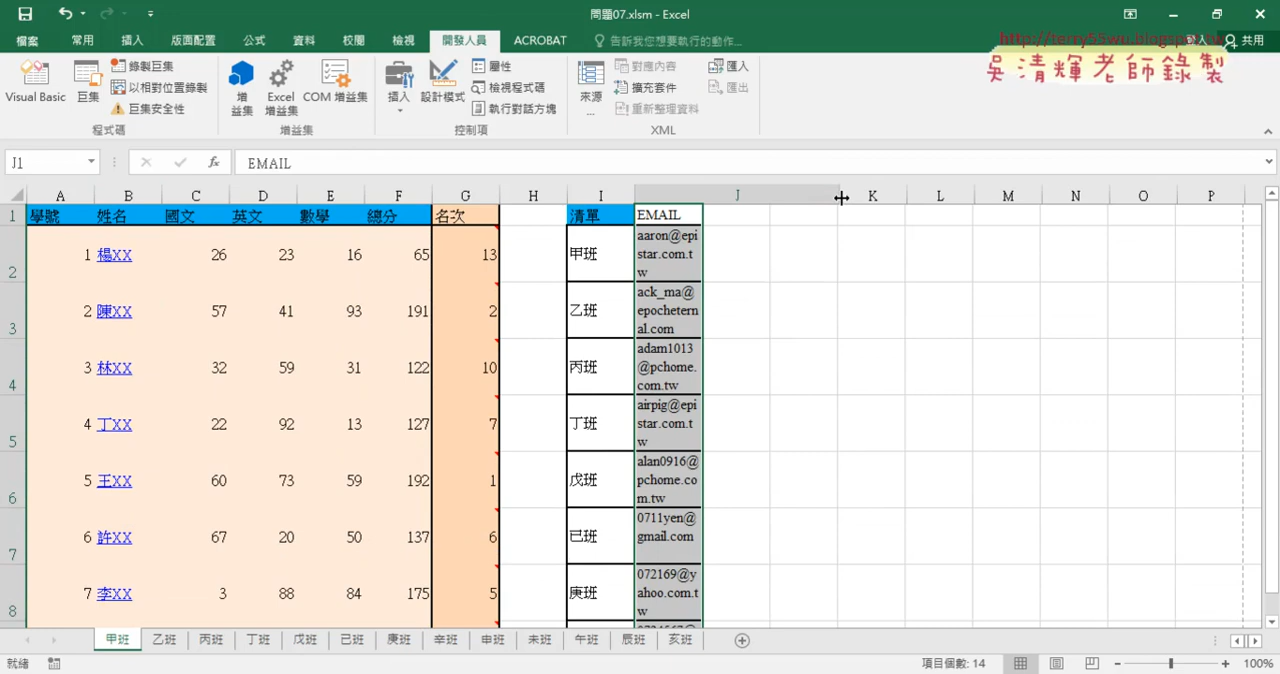 問題07.xlsm - Excel
http://terry55wu.blogspot.tw
吳清輝老師錄製
檔案 常用 插入 版面配置 公式 資料 校閱 檢視 開發人員 ACROBAT 告訴我您想要執行的動作... 共用
Visual Basic 巨集 錄製巨集 以相對位置錄製 巨集安全性
程式碼
增益集 Excel 增益集 COM 增益集
增益集
插入 設計模式 屬性 檢視程式碼 執行對話方塊
控制項
來源... 對應內容 擴充套件 重新整理資料 匯入 匯出
XML
J1 fx EMAIL
A B C D E F G H I J K L M N O P
1 學號 姓名 國文 英文 數學 總分 名次 清單 EMAIL
2 1 楊XX 26 23 16 65 13 甲班 aaron@epistar.com.tw
3 2 陳XX 57 41 93 191 2 乙班 ack_ma@epocheternal.com
4 3 林XX 32 59 31 122 10 丙班 adam1013@pchome.com.tw
5 4 丁XX 22 92 13 127 7 丁班 airpig@epistar.com.tw
6 5 王XX 60 73 59 192 1 戊班 alan0916@pchome.com.tw
7 6 許XX 67 20 50 137 6 已班 0711yen@gmail.com
8 7 李XX 3 88 84 175 5 庚班 072169@yahoo.com.tw
甲班 乙班 丙班 丁班 戊班 已班 庚班 辛班 申班 未班 午班 辰班 亥班
就緒 項目個數: 14 100%